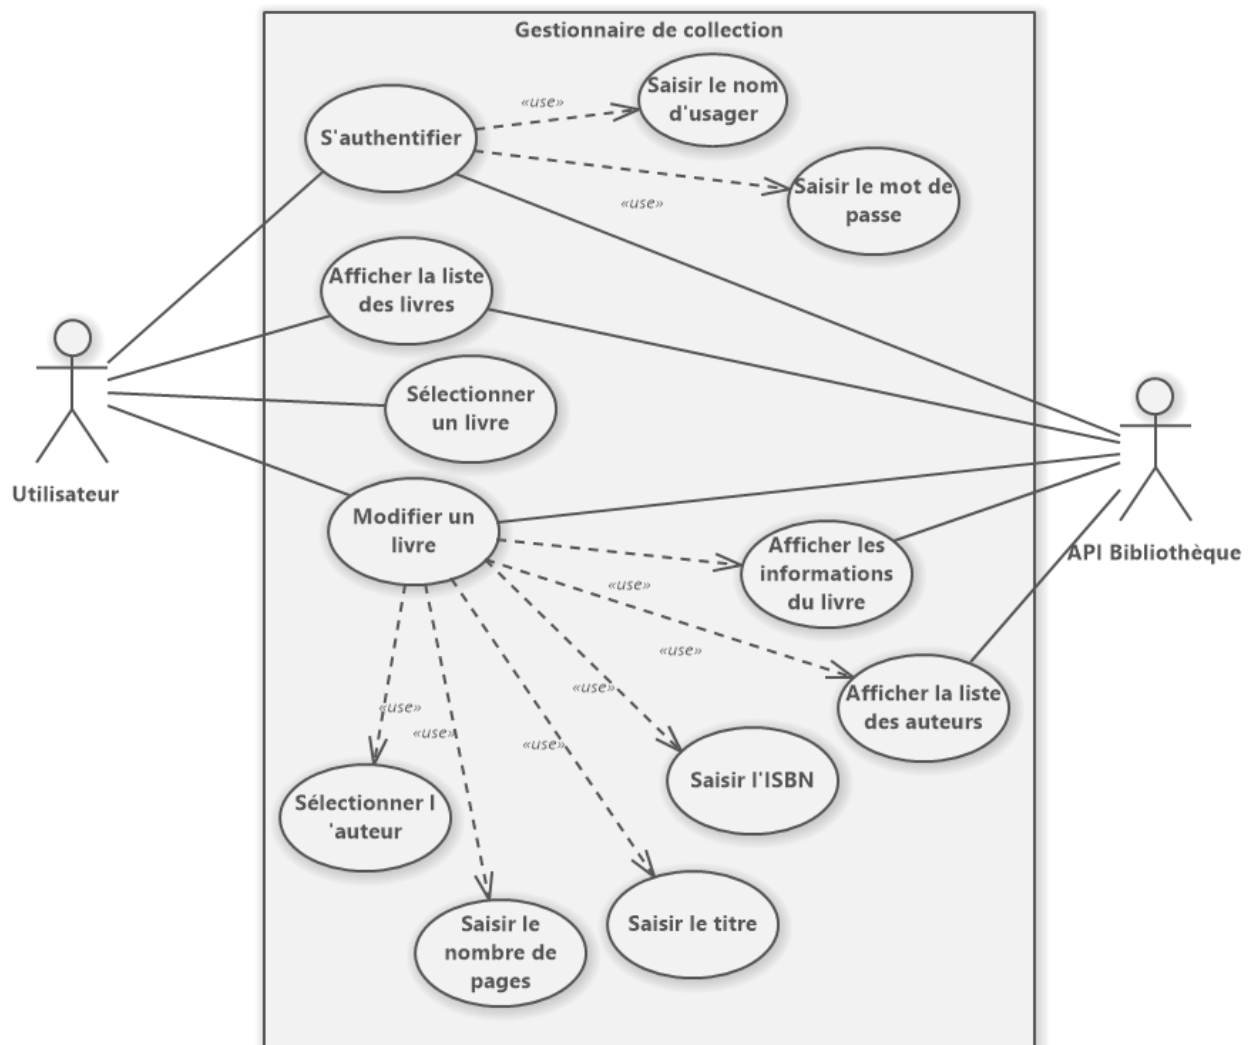 Gestionnaire de collection
Saisir le nom
d'usager
«use»
S'authentifier
Saisir le mot de
passe
«use»
Afficher la liste
des livres
Sélectionner
un livre
Utilisateur
Modifier un
livre
Afficher les
informations
du livre
API Bibliothèque
«use»
«use»
«use»
Afficher la liste
des auteurs
«use»
«use»
«use»
Saisir l'ISBN
Sélectionner l
'auteur
Saisir le
nombre de
pages
Saisir le titre